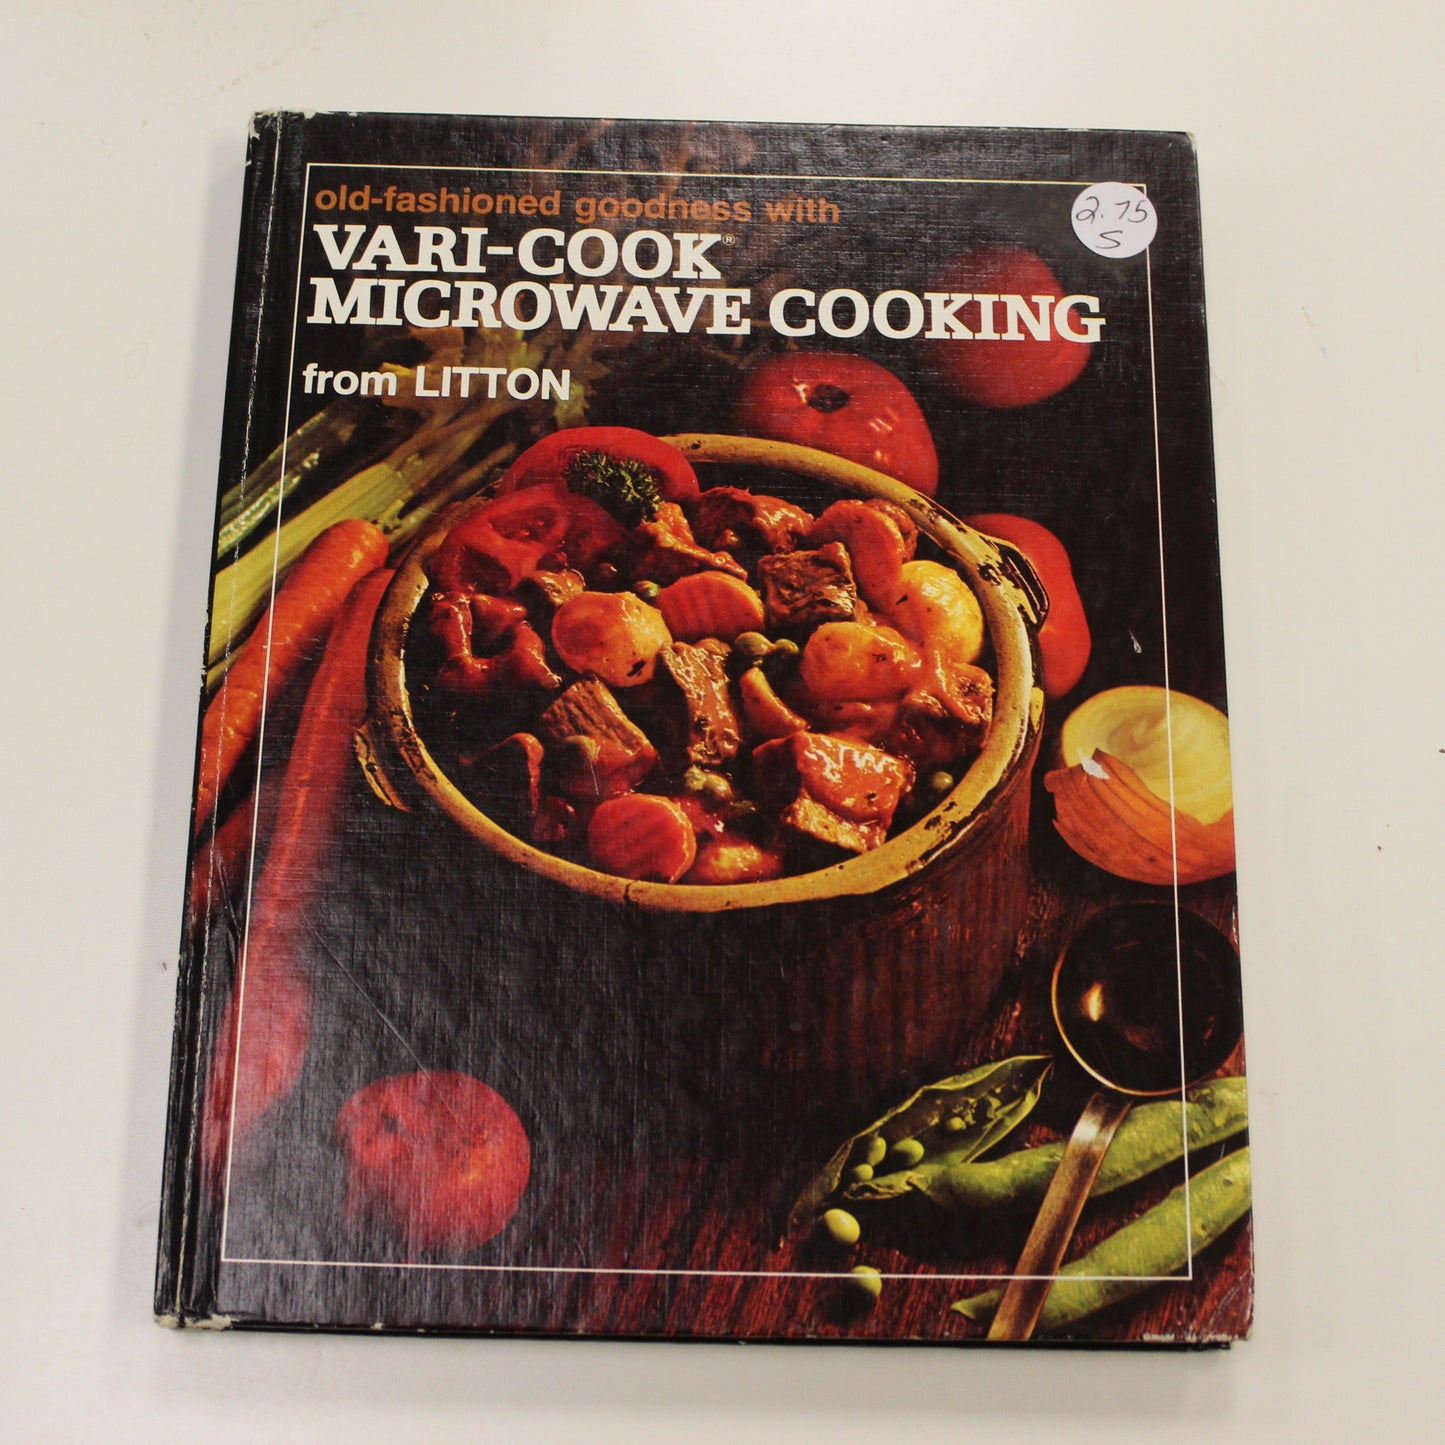 old-fashioned goodness with
VARI-COOK®
MICROWAVE COOKING
from LITTON
2.75
S